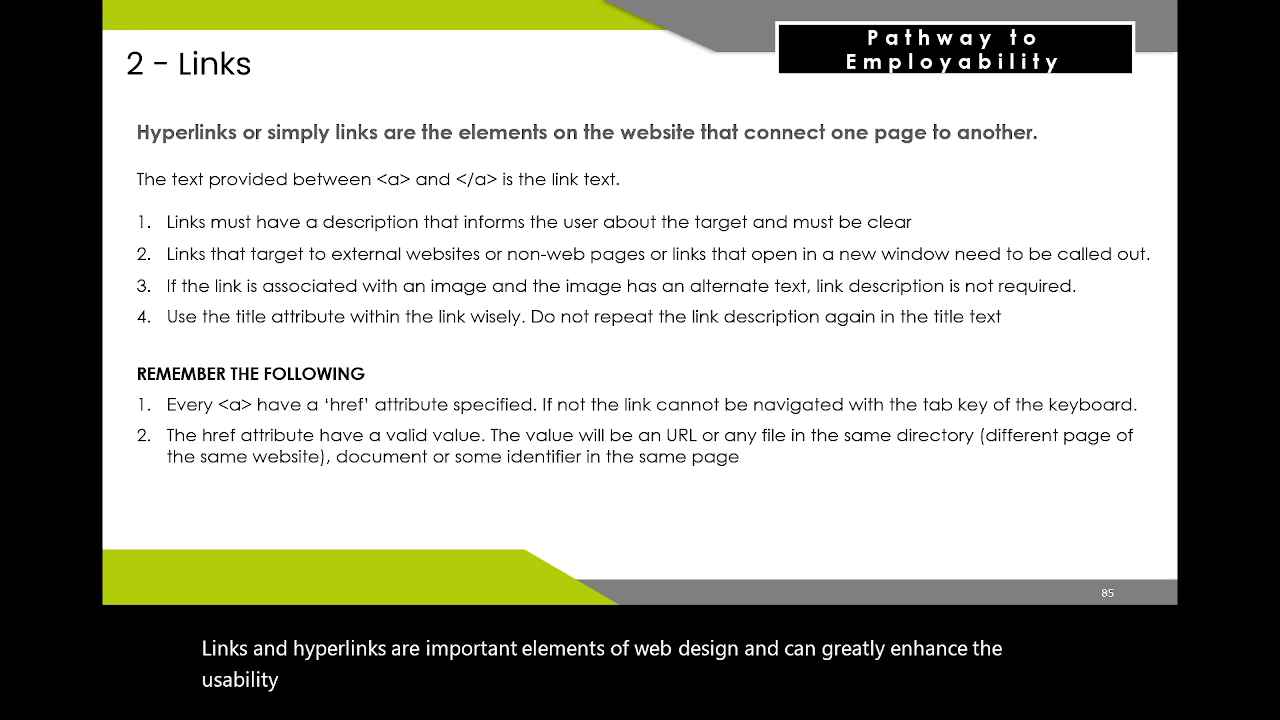 Pathway to
Employability
2 - Links
Hyperlinks or simply links are the elements on the website that connect one page to another.
The text provided between <a> and </a> is the link text.
1. Links must have a description that informs the user about the target and must be clear
2. Links that target to external websites or non-web pages or links that open in a new window need to be called out.
3. If the link is associated with an image and the image has an alternate text, link description is not required.
4. Use the title attribute within the link wisely. Do not repeat the link description again in the title text
REMEMBER THE FOLLOWING
1. Every <a> have a ‘href’ attribute specified. If not the link cannot be navigated with the tab key of the keyboard.
2. The href attribute have a valid value. The value will be an URL or any file in the same directory (different page of
the same website), document or some identifier in the same page
85
Links and hyperlinks are important elements of web design and can greatly enhance the
usability